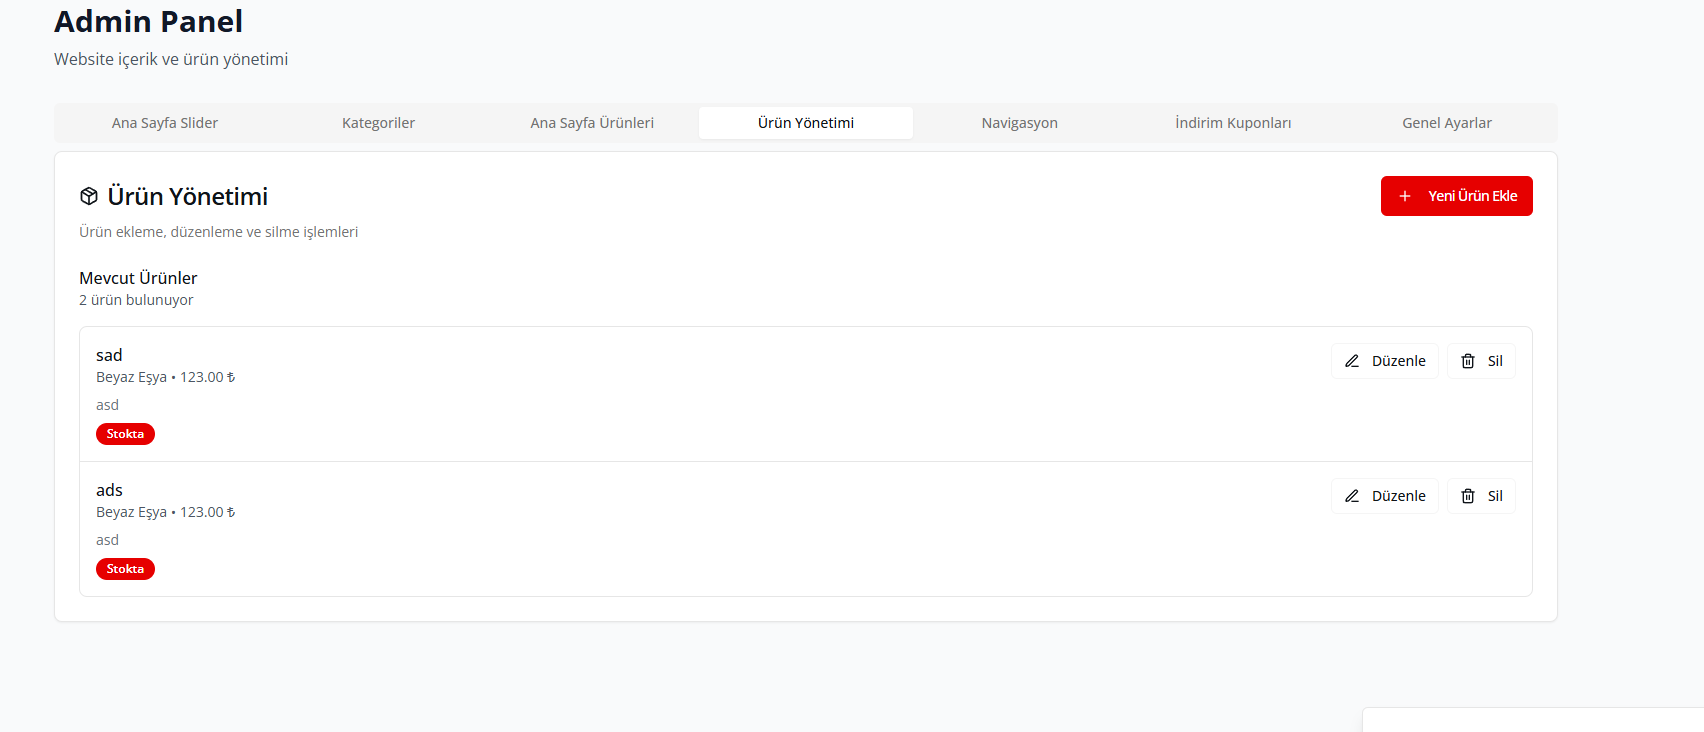 Admin Panel
Website içerik ve ürün yönetimi
Ana Sayfa Slider Kategoriler Ana Sayfa Ürünleri Ürün Yönetimi Navigasyon İndirim Kuponları Genel Ayarlar
Ürün Yönetimi
+ Yeni Ürün Ekle
Ürün ekleme, düzenleme ve silme işlemleri
Mevcut Ürünler
2 ürün bulunuyor
sad
Düzenle Sil
Beyaz Eşya • 123.00 ₺
asd
Stokta
ads
Düzenle Sil
Beyaz Eşya • 123.00 ₺
asd
Stokta